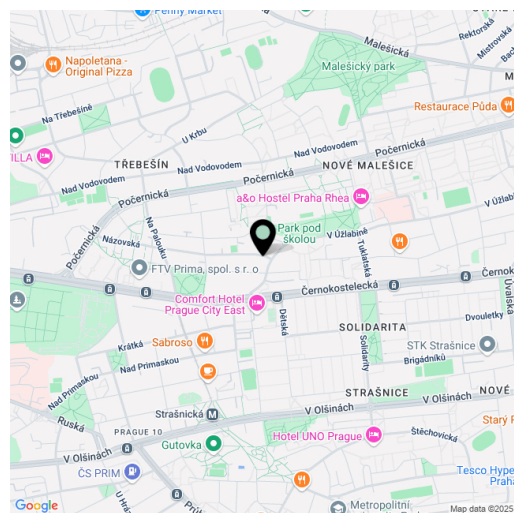 Penny Market
Malešická
Rektorská
Mistrovská
Napoletana -
Original Pizza
Malešický park
Bach
Na Třebešíně
Restaurace Půda
U Krbu
Nad Vodovodem
TŘEBEŠÍN
NOVÉ MALEŠICE
Nad Vodovodem
Počernická
Počernická
a&o Hostel Praha Rhea
V Úžlabině
Park pod
školou
V Úžlabině
Na Palouku
Názovská
Počernická
Tuklatská
FTV Prima, spol. s r. o
Černokostelecká
Comfort Hotel
Prague City East
Dětská
Úvalská
Dvouletky
SOLIDARITA
Krátká
Sabroso
Solidarity
STK Strašnice
Brigádníků
Nad Primaskou
Nad Primaskou
STRAŠNICE
NOVÉ
V Olšinách
Strašnická
M
Ruská
Starý
PRAGUE 10
Štěchovická
Hotel UNO Prague
Gutovka
V Olšinách
ČS PRIM
Tesco Hype
Praha
U Hrá
Průb
Metropolitní
Google
Map data ©2025